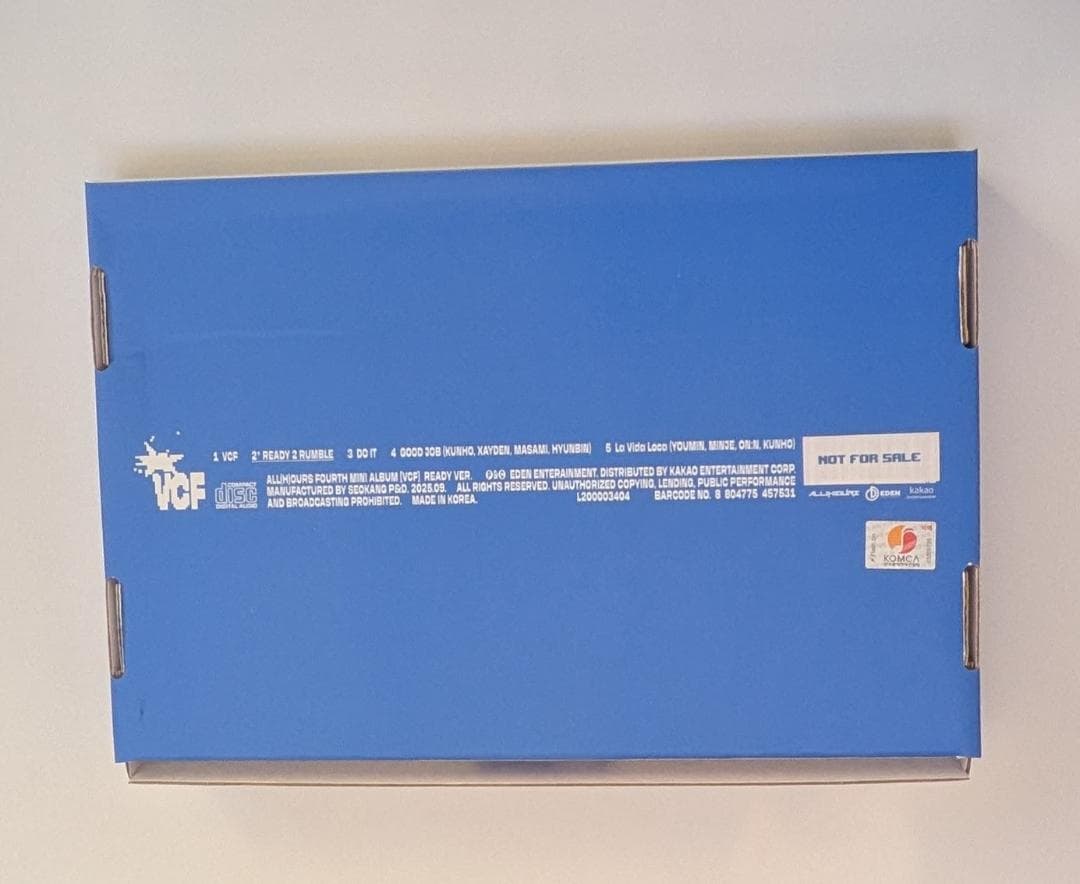 1 VCF 2* READY 2 RUMBLE 3 DO IT 4 GOOD JOB (KUNHO, XAYDEN, MASAMI, HYUNBIN) 5 La Vida Loca (YOUMIN, MINJE, ON:N, KUNHO)
VCF
COMPACT
disc
DIGITAL AUDIO
ALL(H)OURS FOURTH MINI ALBUM [VCF] READY VER. ℗&© EDEN ENTERAINMENT. DISTRIBUTED BY KAKAO ENTERTAINMENT CORP.
MANUFACTURED BY SEOKANG P&D. 2025.09. ALL RIGHTS RESERVED. UNAUTHORIZED COPYING, LENDING, PUBLIC PERFORMANCE
AND BROADCASTING PROHIBITED. MADE IN KOREA. L200003404 BARCODE NO. 8 804775 457531
NOT FOR SALE
ALL(H)OURS EDEN kakao
KOMCA